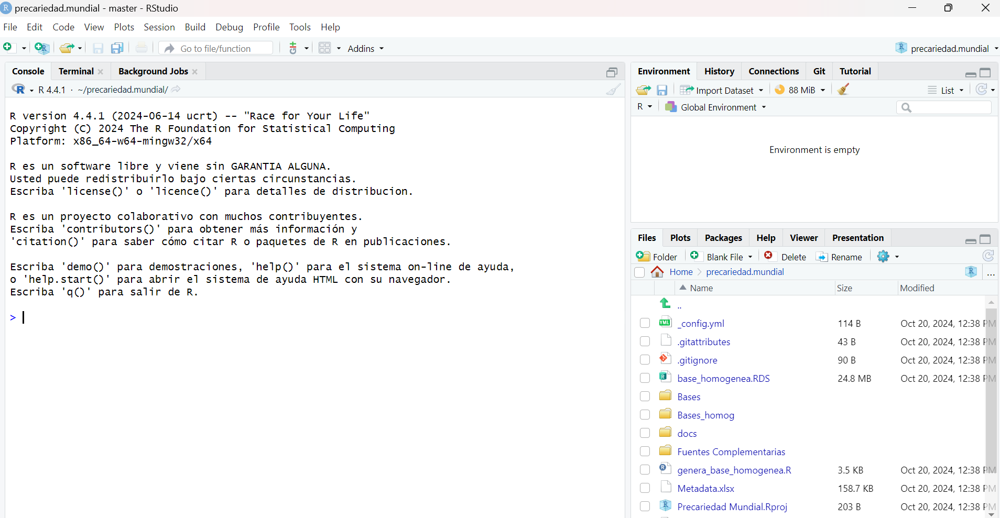 precariedad.mundial - master - RStudio
File Edit Code View Plots Session Build Debug Profile Tools Help
Go to file/function Addins precariedad.mundial
Console Terminal Background Jobs
R 4.4.1 · ~/precariedad.mundial/
R version 4.4.1 (2024-06-14 ucrt) -- "Race for Your Life"
Copyright (C) 2024 The R Foundation for Statistical Computing
Platform: x86_64-w64-mingw32/x64
R es un software libre y viene sin GARANTIA ALGUNA.
Usted puede redistribuirlo bajo ciertas circunstancias.
Escriba 'license()' o 'licence()' para detalles de distribucion.
R es un proyecto colaborativo con muchos contribuyentes.
Escriba 'contributors()' para obtener más información y
'citation()' para saber cómo citar R o paquetes de R en publicaciones.
Escriba 'demo()' para demostraciones, 'help()' para el sistema on-line de ayuda,
o 'help.start()' para abrir el sistema de ayuda HTML con su navegador.
Escriba 'q()' para salir de R.
>
Environment History Connections Git Tutorial
Import Dataset 88 MiB List
R Global Environment
Environment is empty
Files Plots Packages Help Viewer Presentation
Folder Blank File Delete Rename
Home precariedad.mundial ...
Name Size Modified
..
_config.yml 114 B Oct 20, 2024, 12:38 PM
.gitattributes 43 B Oct 20, 2024, 12:38 PM
.gitignore 90 B Oct 20, 2024, 12:38 PM
base_homogenea.RDS 24.8 MB Oct 20, 2024, 12:38 PM
Bases
Bases_homog
docs
Fuentes Complementarias
genera_base_homogenea.R 3.5 KB Oct 20, 2024, 12:38 PM
Metadata.xlsx 158.7 KB Oct 20, 2024, 12:38 PM
Precariedad Mundial.Rproj 203 B Oct 20, 2024, 12:38 PM